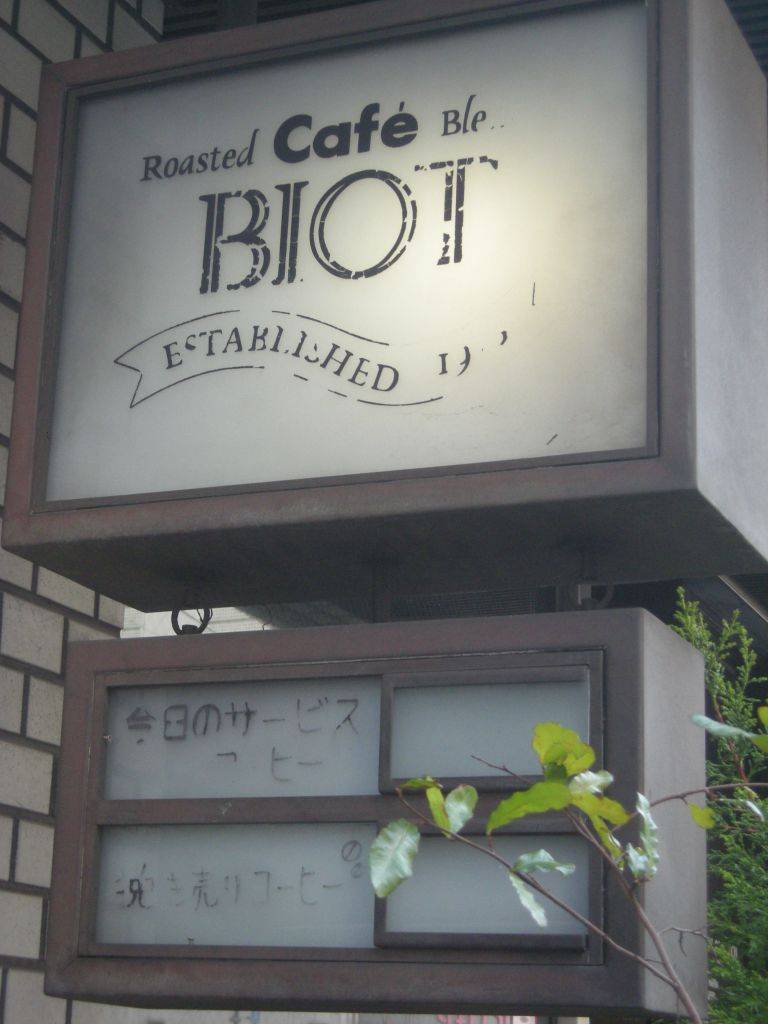 Roasted Café Ble
BIOT
ESTABLISHED
今日のサービス
コーヒー
挽き売りコーヒー